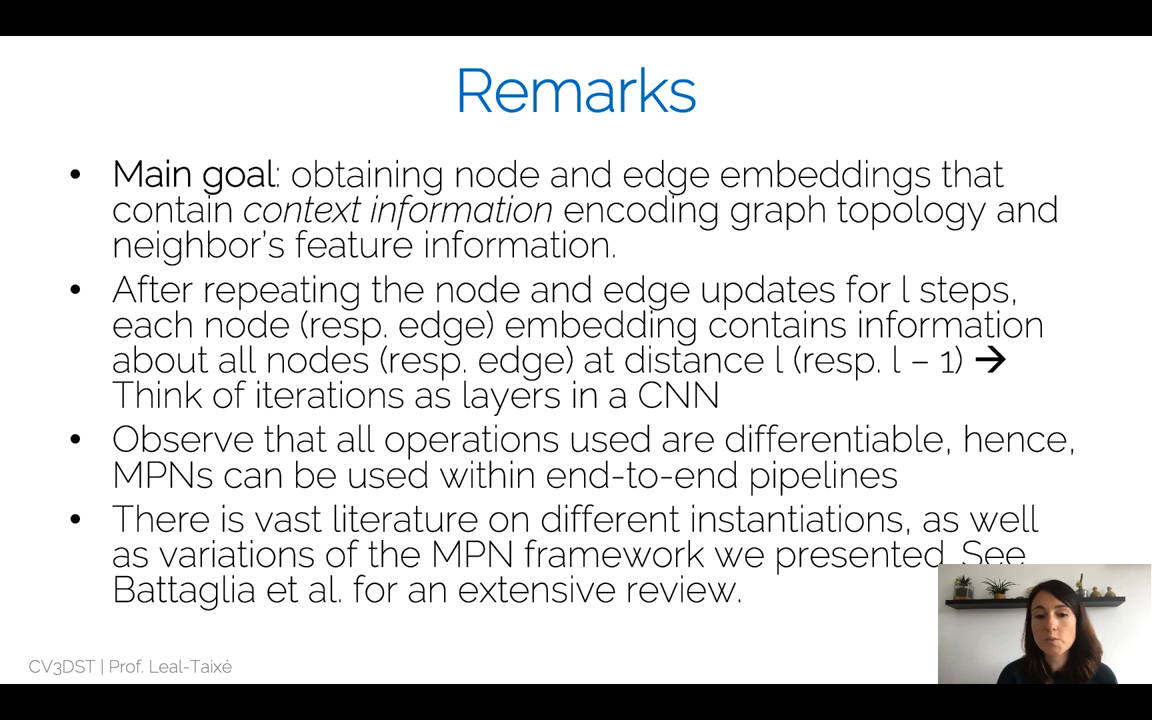 Remarks
• Main goal: obtaining node and edge embeddings that
contain context information encoding graph topology and
neighbor's feature information.
• After repeating the node and edge updates for l steps,
each node (resp. edge) embedding contains information
about all nodes (resp. edge) at distance l (resp. l – 1) →
Think of iterations as layers in a CNN
• Observe that all operations used are differentiable, hence,
MPNs can be used within end-to-end pipelines
• There is vast literature on different instantiations, as well
as variations of the MPN framework we presented. See
Battaglia et al. for an extensive review.
CV3DST | Prof. Leal-Taixé